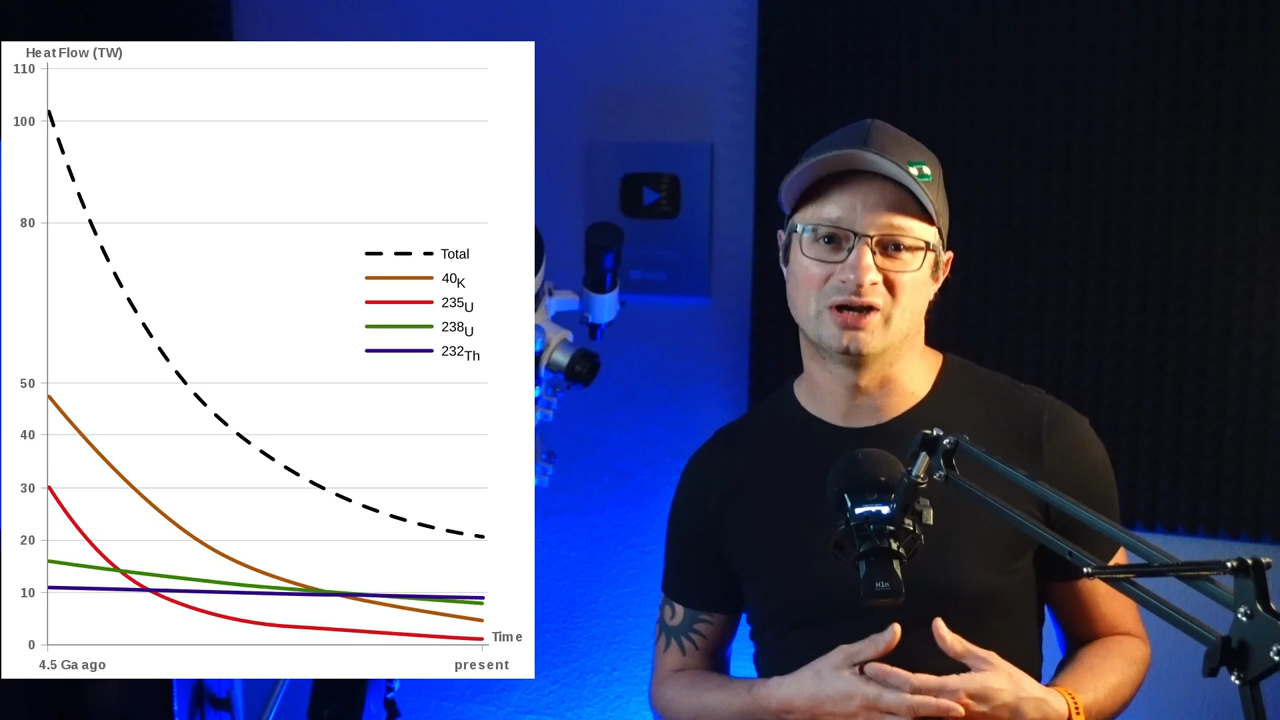 Heat Flow (TW)
110
100
80
50
40
30
20
10
0
Total
40K
235U
238U
232Th
Time
4.5 Ga ago
present
H1n